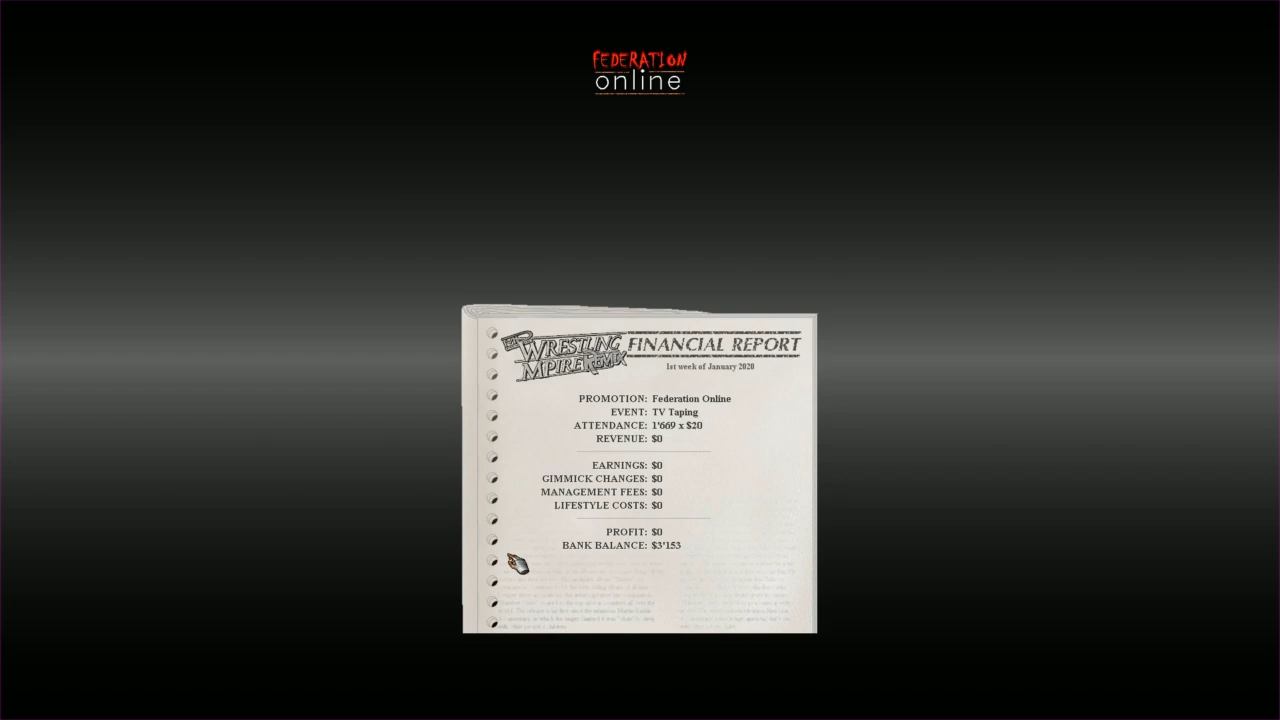 FEDERATION
online
WRESTLING
MPIRE REMIX
FINANCIAL REPORT
1st week of January 2020
PROMOTION: Federation Online
EVENT: TV Taping
ATTENDANCE: 1'669 x $20
REVENUE: $0
EARNINGS: $0
GIMMICK CHANGES: $0
MANAGEMENT FEES: $0
LIFESTYLE COSTS: $0
PROFIT: $0
BANK BALANCE: $3'153